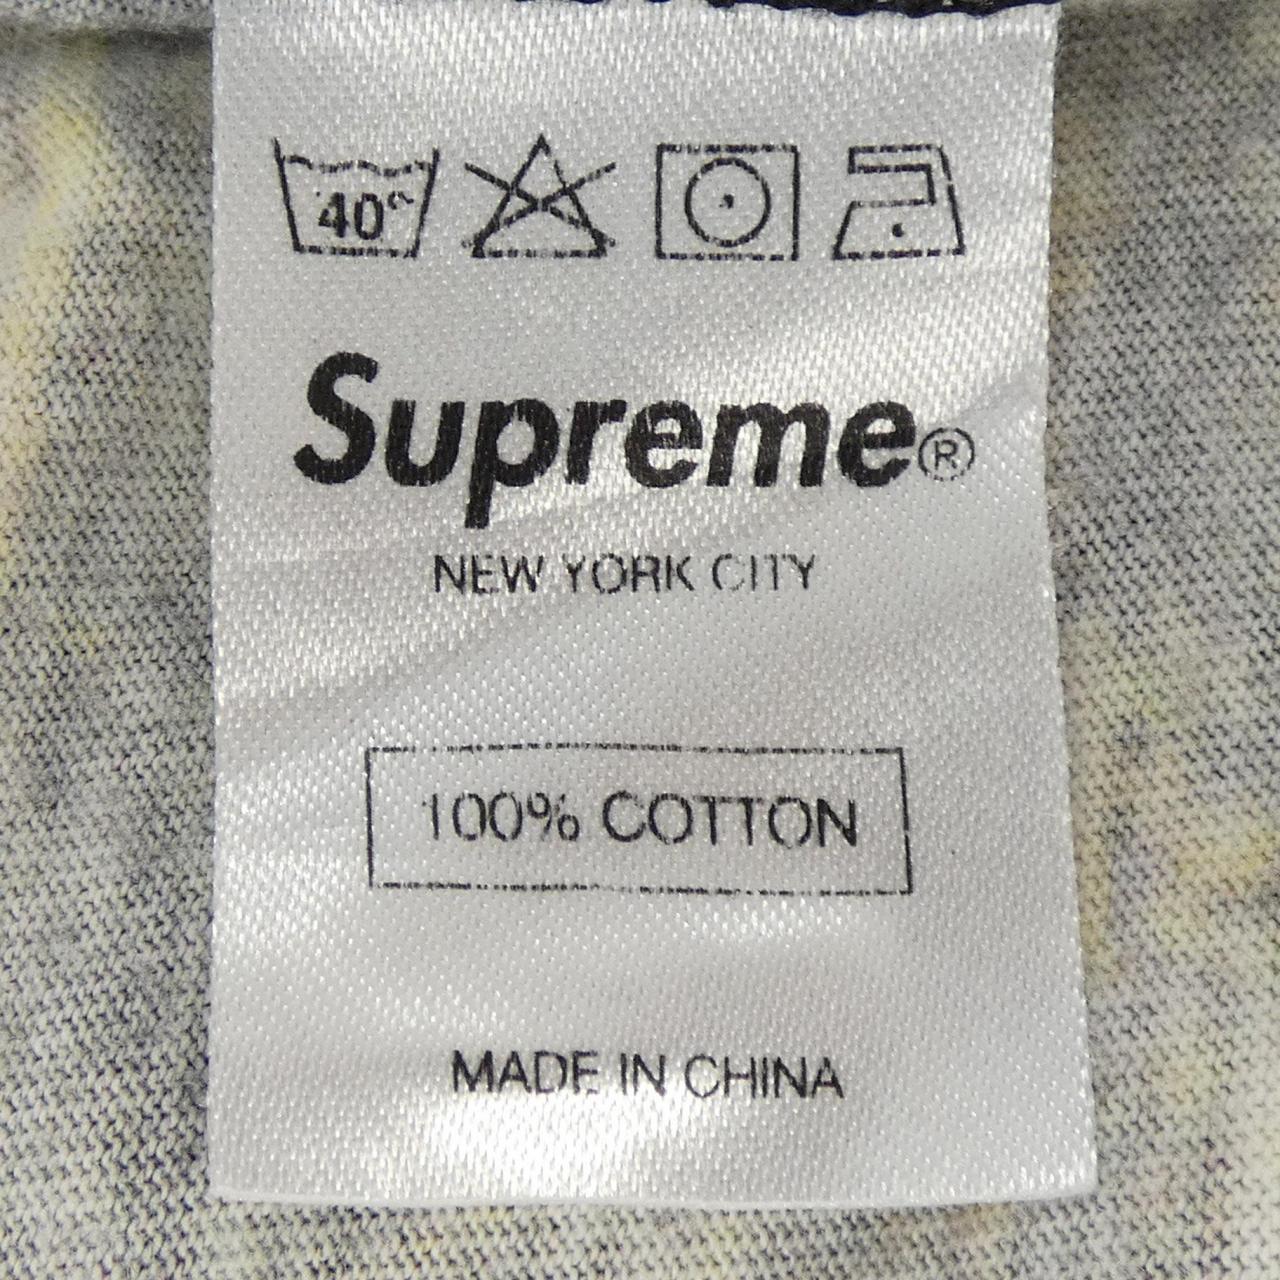 40°
Supreme®
NEW YORK CITY
100% COTTON
MADE IN CHINA